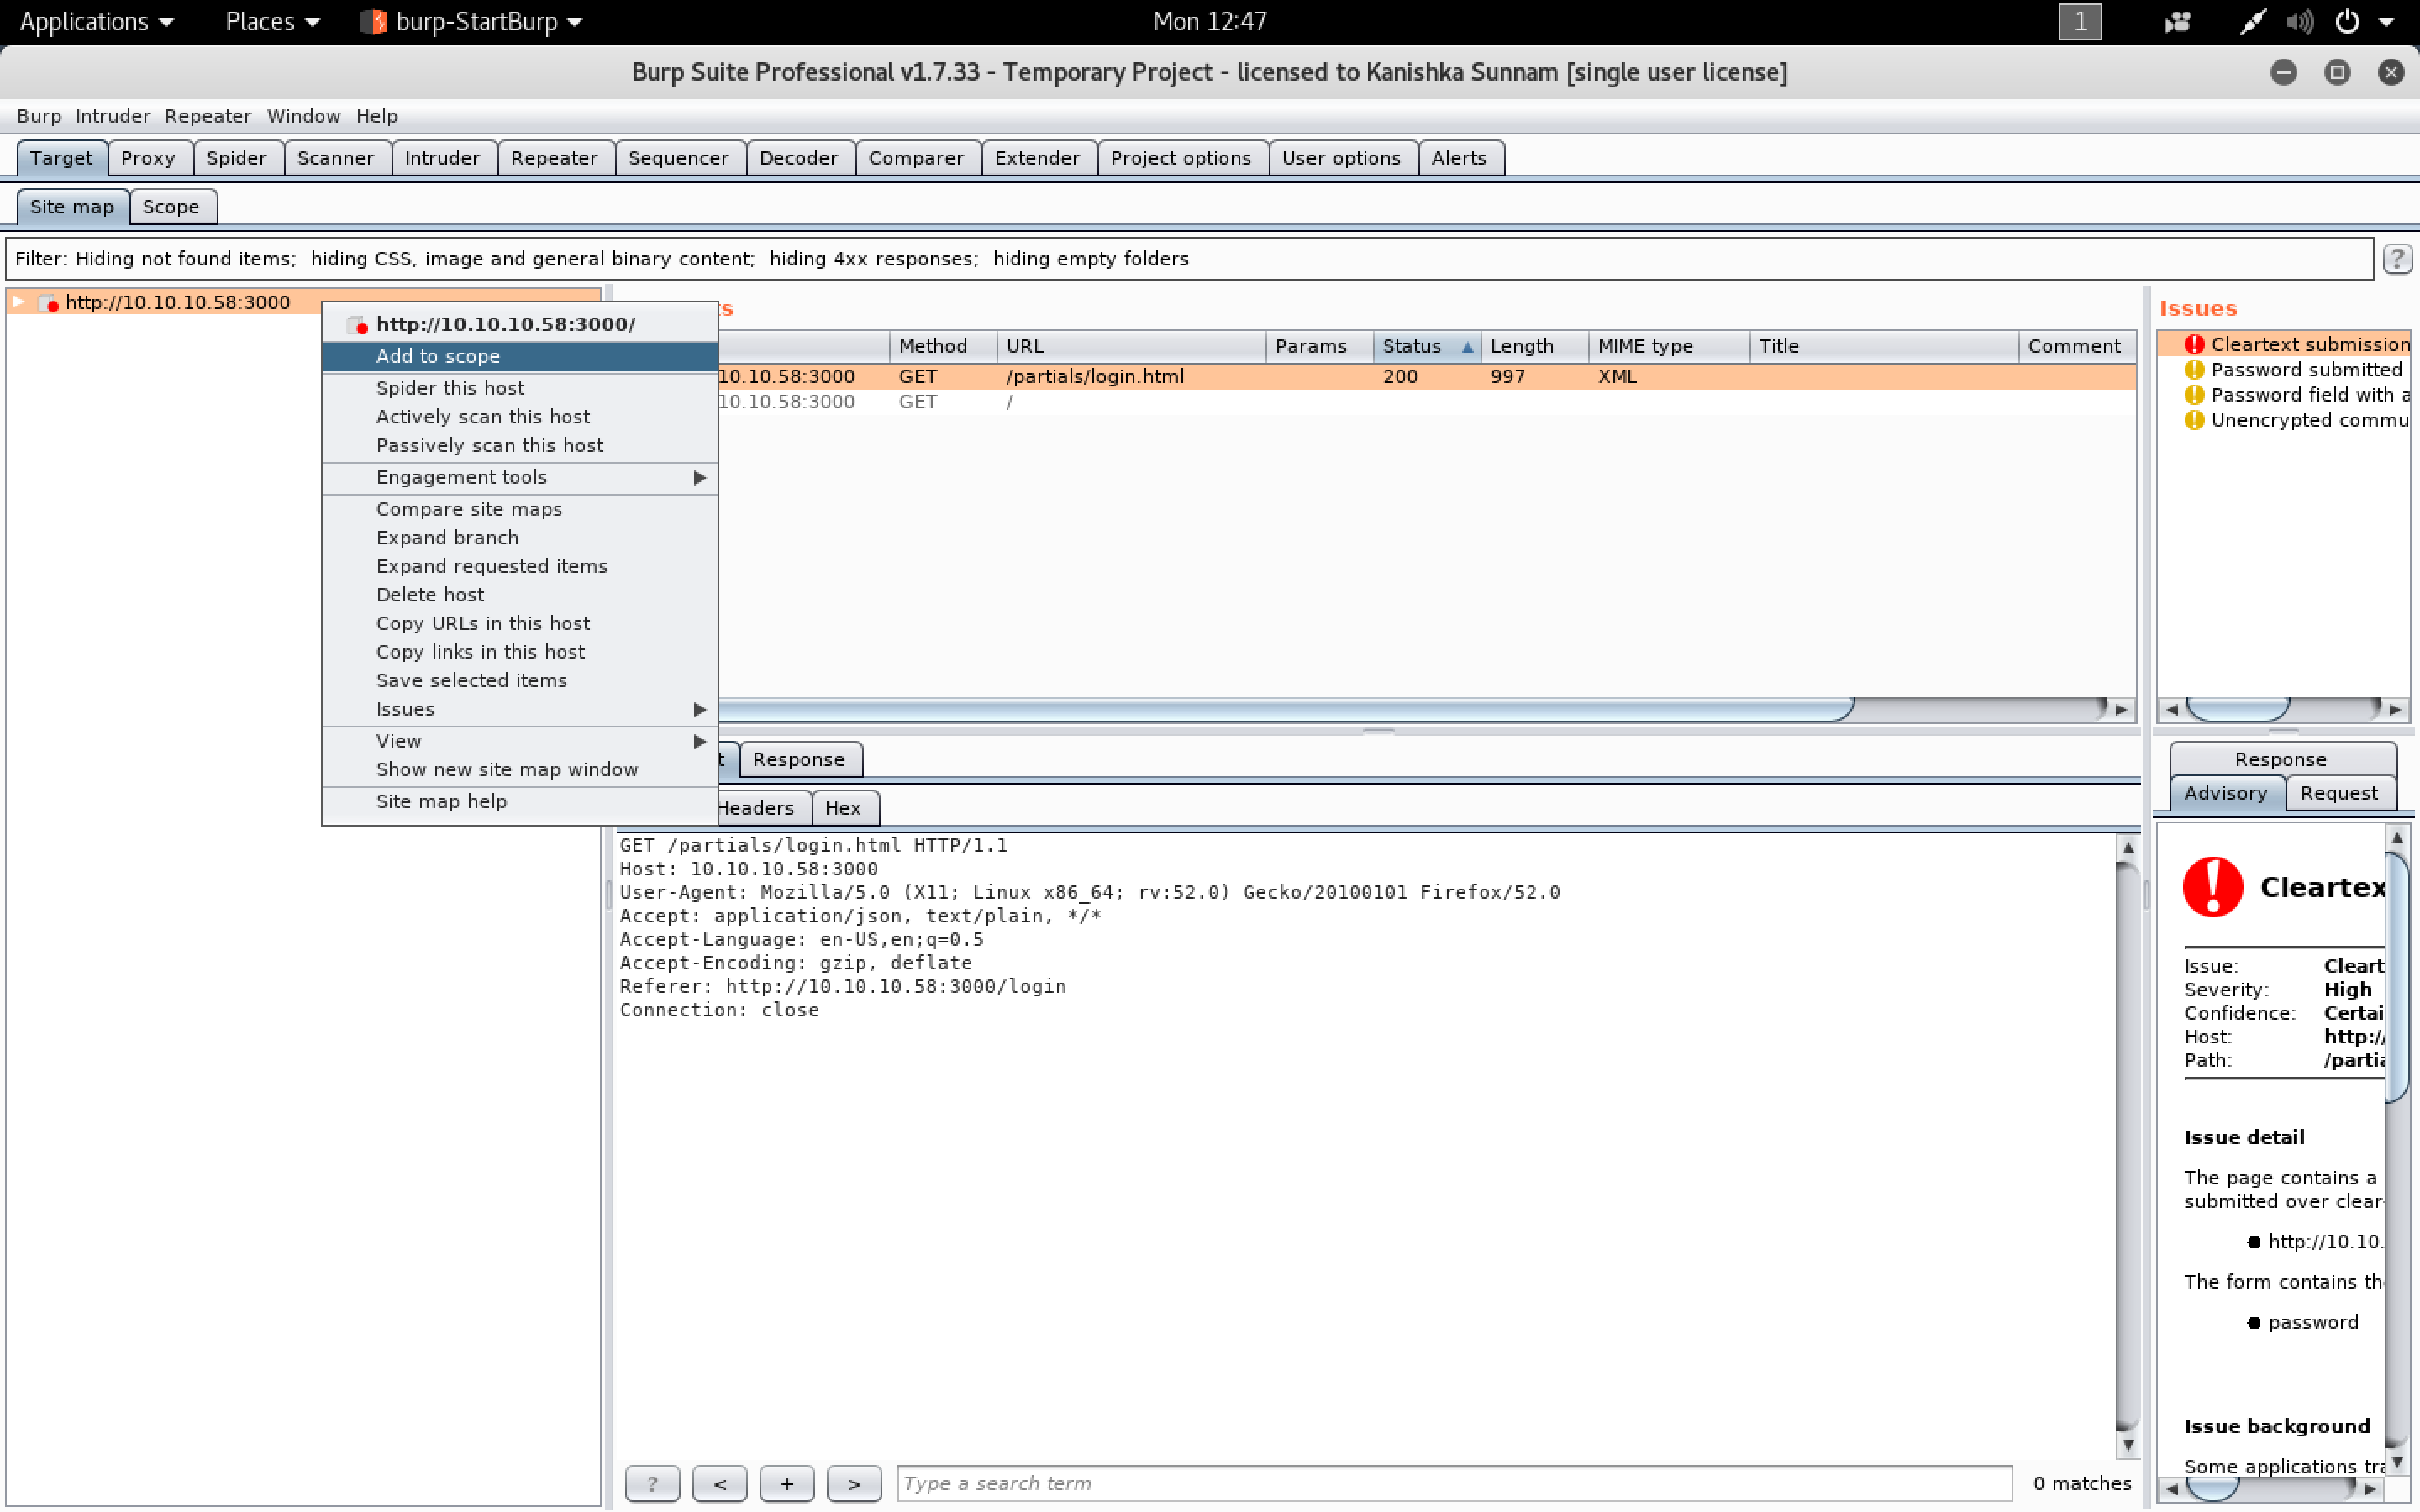 Applications Places burp-StartBurp Mon 12:47 1
Burp Suite Professional v1.7.33 - Temporary Project - licensed to Kanishka Sunnam [single user license]
Burp Intruder Repeater Window Help
Target Proxy Spider Scanner Intruder Repeater Sequencer Decoder Comparer Extender Project options User options Alerts
Site map Scope
Filter: Hiding not found items; hiding CSS, image and general binary content; hiding 4xx responses; hiding empty folders ?
http://10.10.10.58:3000
http://10.10.10.58:3000/
Add to scope
Spider this host
Actively scan this host
Passively scan this host
Engagement tools
Compare site maps
Expand branch
Expand requested items
Delete host
Copy URLs in this host
Copy links in this host
Save selected items
Issues
View
Show new site map window
Site map help
Method URL Params Status Length MIME type Title Comment
10.10.58:3000 GET /partials/login.html 200 997 XML
10.10.58:3000 GET /
Response
Headers Hex
GET /partials/login.html HTTP/1.1
Host: 10.10.10.58:3000
User-Agent: Mozilla/5.0 (X11; Linux x86_64; rv:52.0) Gecko/20100101 Firefox/52.0
Accept: application/json, text/plain, */*
Accept-Language: en-US,en;q=0.5
Accept-Encoding: gzip, deflate
Referer: http://10.10.10.58:3000/login
Connection: close
? < + > Type a search term 0 matches
Issues
Cleartext submission
Password submitted
Password field with a
Unencrypted commu
Response
Advisory Request
Cleartex
Issue: Cleart
Severity: High
Confidence: Certai
Host: http:/
Path: /partia
Issue detail
The page contains a
submitted over clear-
http://10.10.
The form contains th
password
Issue background
Some applications tra